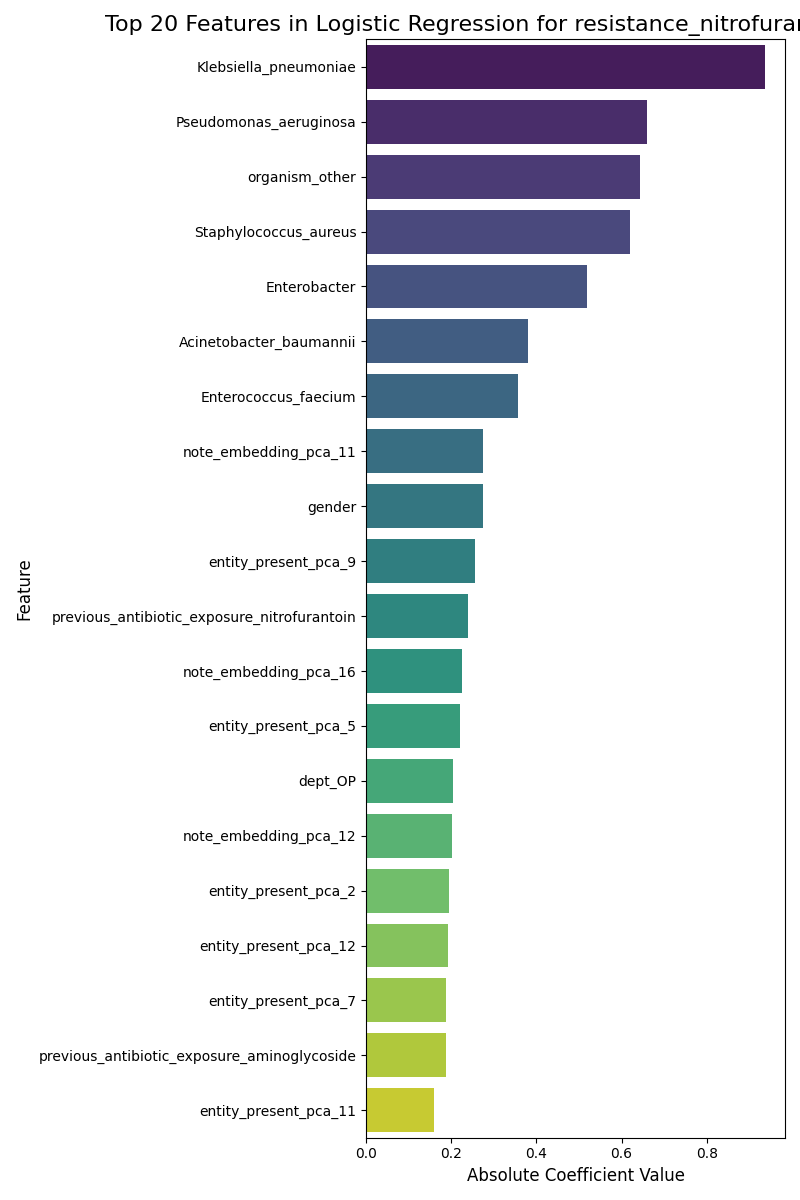 Top 20 Features in Logistic Regression for resistance_nitrofuran
Klebsiella_pneumoniae
Pseudomonas_aeruginosa
organism_other
Staphylococcus_aureus
Enterobacter
Acinetobacter_baumannii
Enterococcus_faecium
note_embedding_pca_11
gender
entity_present_pca_9
previous_antibiotic_exposure_nitrofurantoin
note_embedding_pca_16
entity_present_pca_5
dept_OP
note_embedding_pca_12
entity_present_pca_2
entity_present_pca_12
entity_present_pca_7
previous_antibiotic_exposure_aminoglycoside
entity_present_pca_11
Feature
0.0 0.2 0.4 0.6 0.8
Absolute Coefficient Value